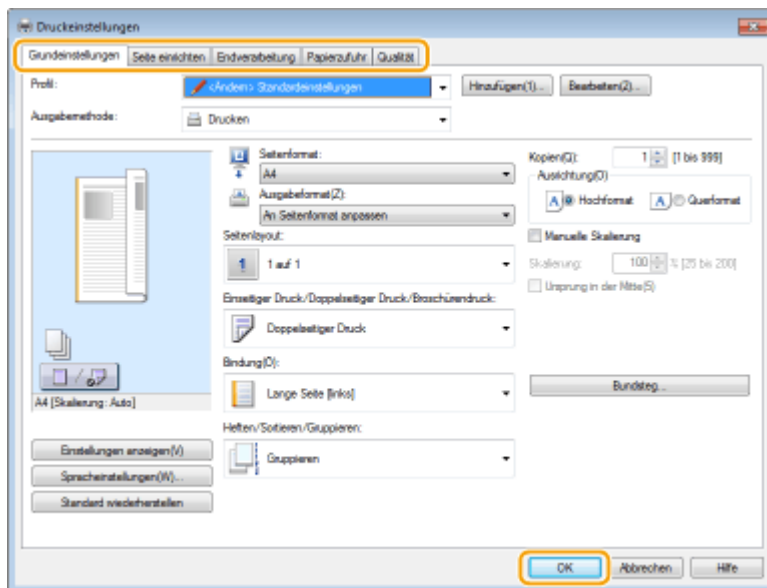 Druckeinstellungen
Grundeinstellungen Seite einrichten Endverarbeitung Papierzufuhr Qualität
Profil: <Ändern> Standardeinstellungen Hinzufügen(1)... Bearbeiten(2)...
Ausgabemethode: Drucken
Seitenformat:
A4
Ausgabeformat(Z):
An Seitenformat anpassen
Seitenlayout:
1 1 auf 1
Einseitiger Druck/Doppelseitiger Druck/Broschürendruck:
Doppelseitiger Druck
Bindung(O):
Lange Seite [links]
Heften/Sortieren/Gruppieren:
Gruppieren
Kopien(Q): 1 [1 bis 999]
Ausrichtung(O)
A Hochformat A Querformat
Manuelle Skalierung
Skalierung: 100 % [25 bis 200]
Ursprung in der Mitte(S)
Bundsteg...
A4 [Skalierung: Auto]
Einstellungen anzeigen(V)
Spracheinstellungen(W)...
Standard wiederherstellen
OK Abbrechen Hilfe